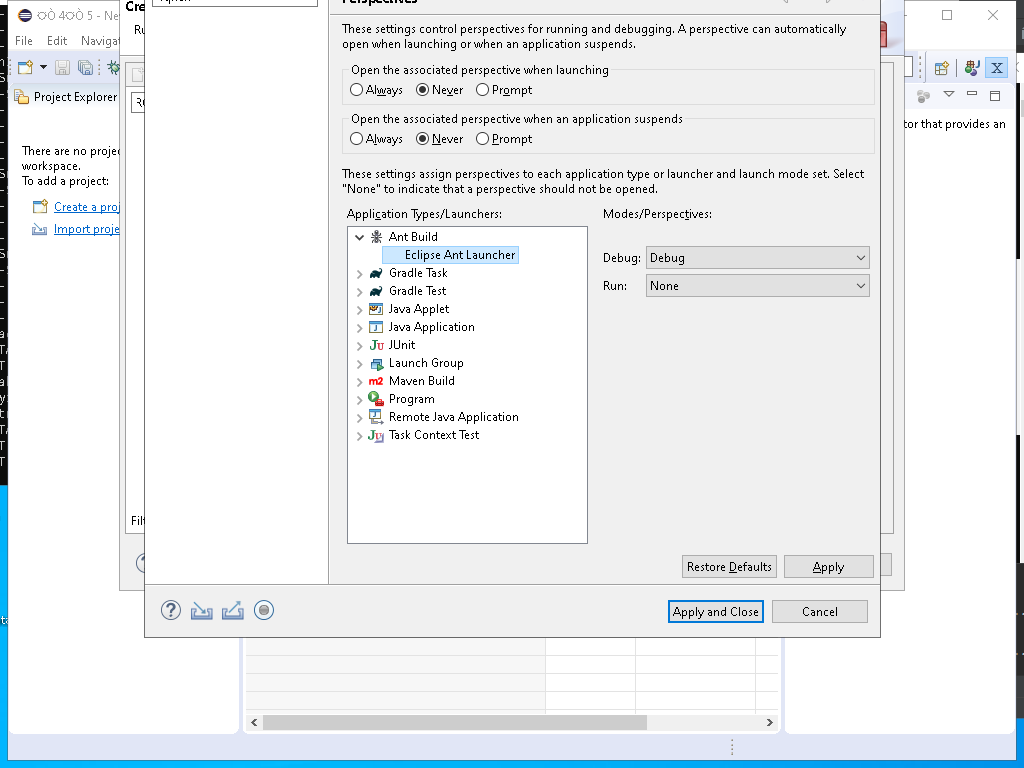 Cre
Perspectives
File Edit Navigat
Ru
Project Explorer
There are no projec
workspace.
To add a project:
Create a proj
Import proje
Filt
These settings control perspectives for running and debugging. A perspective can automatically
open when launching or when an application suspends.
Open the associated perspective when launching
Always Never Prompt
Open the associated perspective when an application suspends
Always Never Prompt
These settings assign perspectives to each application type or launcher and launch mode set. Select
"None" to indicate that a perspective should not be opened.
Application Types/Launchers:
Modes/Perspectives:
Ant Build
Eclipse Ant Launcher
Gradle Task
Gradle Test
Java Applet
Java Application
JUnit
Launch Group
Maven Build
Program
Remote Java Application
Task Context Test
Debug: Debug
Run: None
Restore Defaults Apply
Apply and Close Cancel
tor that provides an